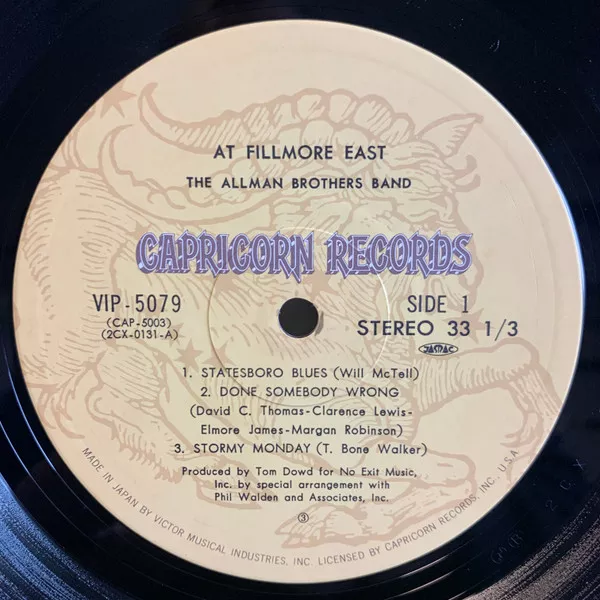 AT FILLMORE EAST
THE ALLMAN BROTHERS BAND
CAPRICORN RECORDS
VIP-5079
(CAP-5003)
(2CX-0131-A)
SIDE 1
STEREO 33 1/3
JASRAC
1. STATESBORO BLUES (Will McTell)
2. DONE SOMEBODY WRONG
(David C. Thomas-Clarence Lewis-
Elmore James-Margan Robinson)
3. STORMY MONDAY (T. Bone Walker)
Produced by Tom Dowd for No Exit Music,
Inc. by special arrangement with
Phil Walden and Associates, Inc.
③
MADE IN JAPAN BY VICTOR MUSICAL INDUSTRIES, INC. LICENSED BY CAPRICORN RECORDS, INC., U.S.A